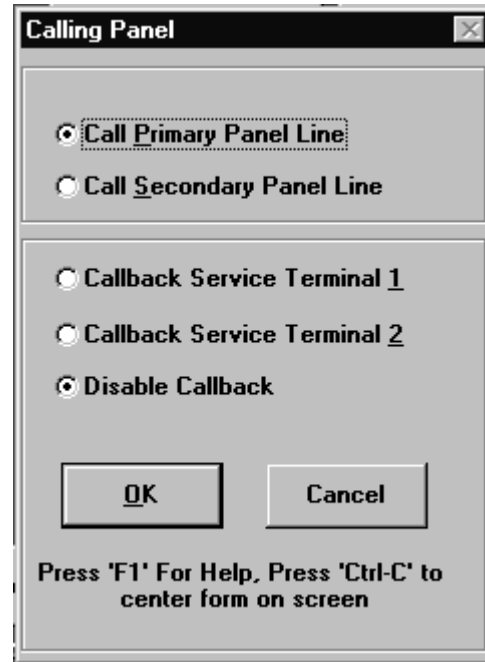 Calling Panel
Call Primary Panel Line
Call Secondary Panel Line
Callback Service Terminal 1
Callback Service Terminal 2
Disable Callback
OK
Cancel
Press 'F1' For Help, Press 'Ctrl-C' to
center form on screen